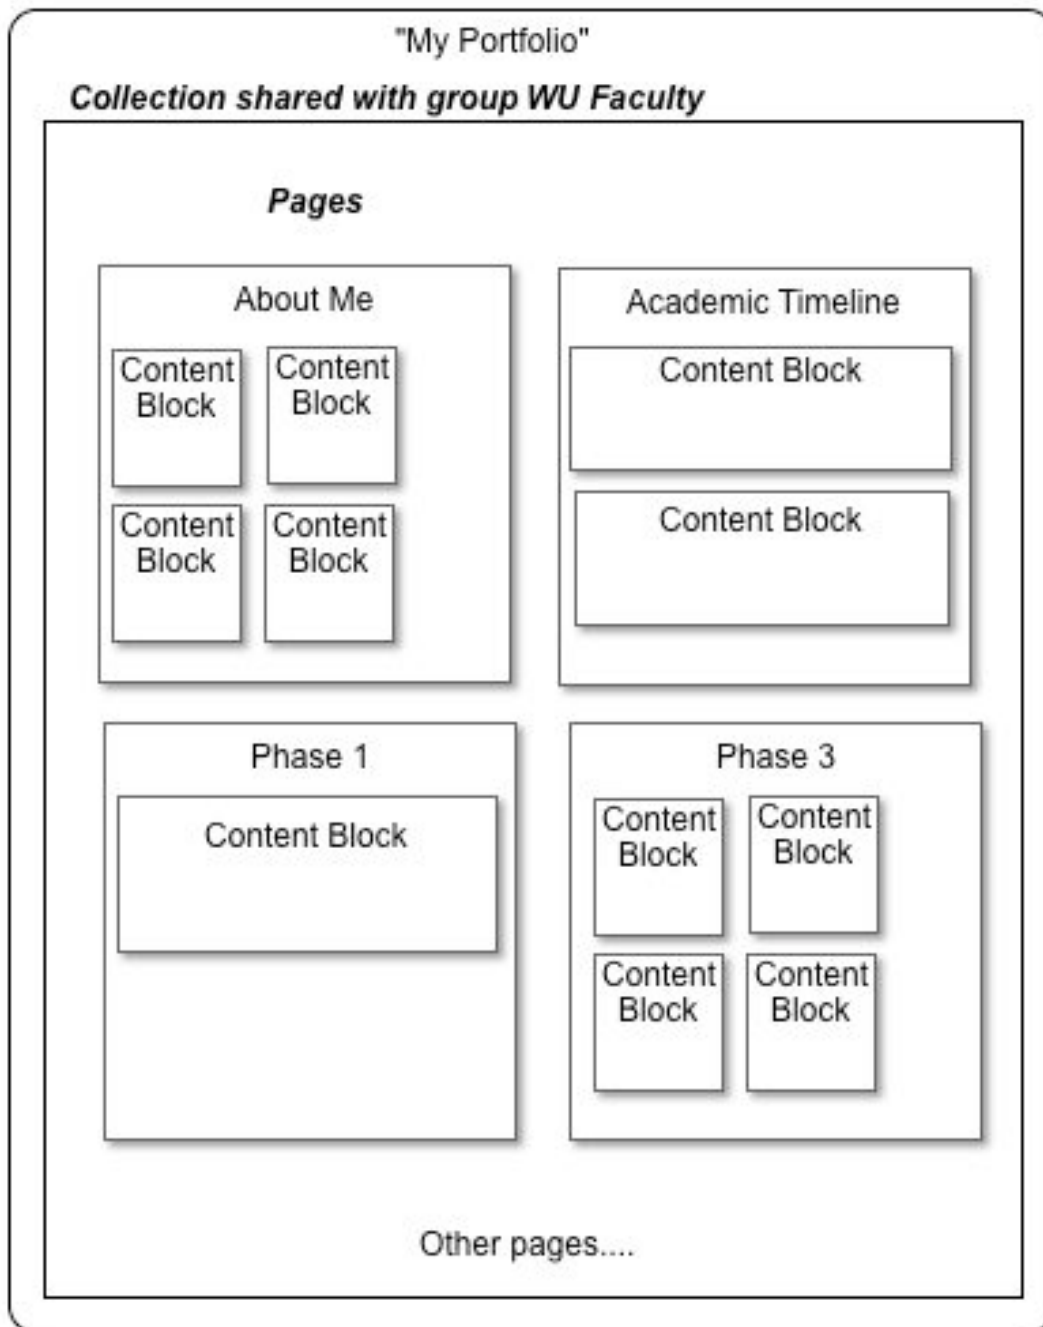 "My Portfolio"
Collection shared with group WU Faculty
Pages
About Me
Content
Block
Content
Block
Content
Block
Content
Block
Academic Timeline
Content Block
Content Block
Phase 1
Content Block
Phase 3
Content
Block
Content
Block
Content
Block
Content
Block
Other pages....